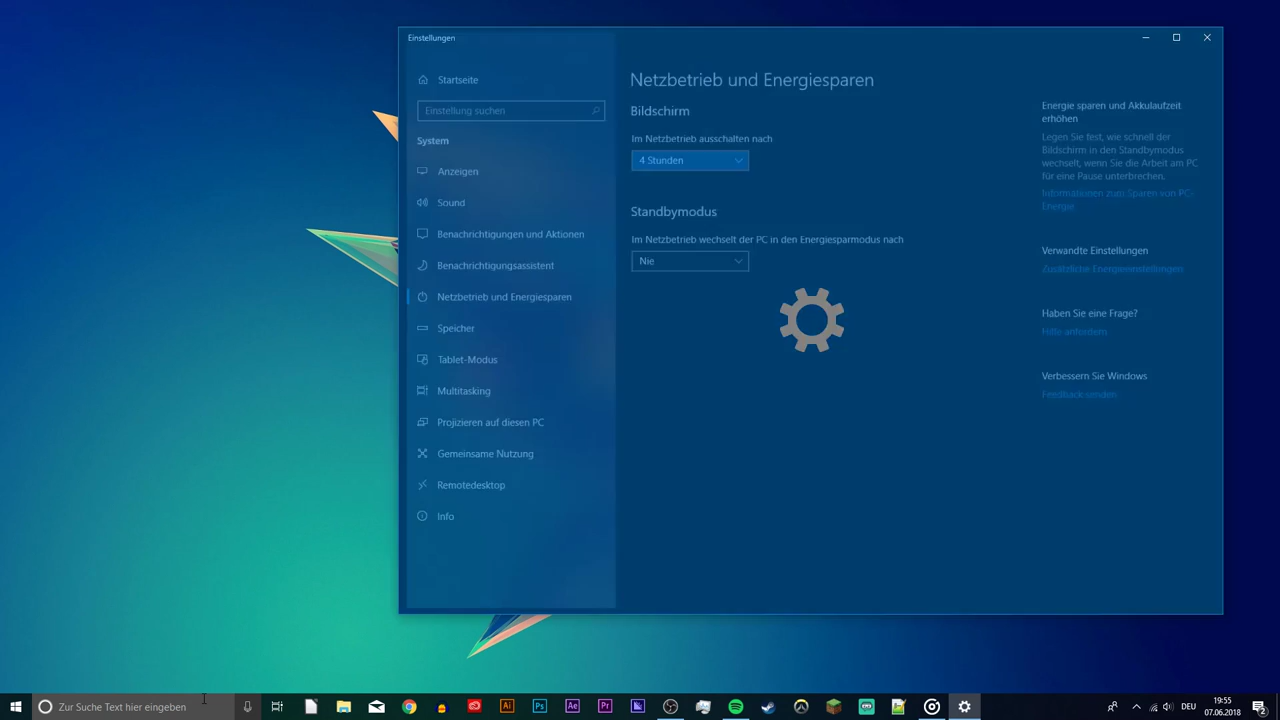 Einstellungen
Startseite
Einstellung suchen
System
Anzeigen
Sound
Benachrichtigungen und Aktionen
Benachrichtigungsassistent
Netzbetrieb und Energiesparen
Speicher
Tablet-Modus
Multitasking
Projizieren auf diesen PC
Gemeinsame Nutzung
Remotedesktop
Info
Netzbetrieb und Energiesparen
Bildschirm
Im Netzbetrieb ausschalten nach
4 Stunden
Standbymodus
Im Netzbetrieb wechselt der PC in den Energiesparmodus nach
Nie
Energie sparen und Akkulaufzeit
erhöhen
Legen Sie fest, wie schnell der
Bildschirm in den Standbymodus
wechselt, wenn Sie die Arbeit am PC
für eine Pause unterbrechen.
Informationen zum Sparen von PC-
Energie
Verwandte Einstellungen
Zusätzliche Energieeinstellungen
Haben Sie eine Frage?
Hilfe anfordern
Verbessern Sie Windows
Feedback senden
Zur Suche Text hier eingeben
Ai
Ps
Ae
Pr
DEU
19:55
07.06.2018
2